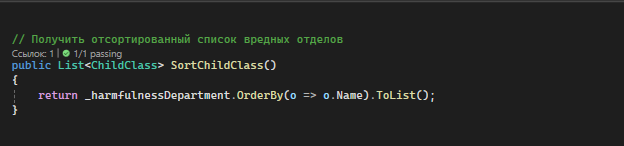 // Получить отсортированный список вредных отделов
Ссылок: 1 | 1/1 passing
public List<ChildClass> SortChildClass()
{
    return _harmfulnessDepartment.OrderBy(o => o.Name).ToList();
}